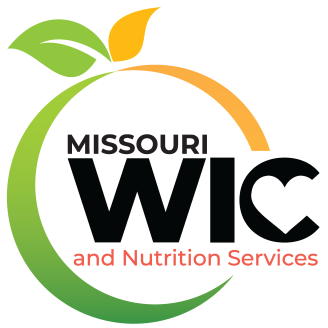 MISSOURI
WIC
and Nutrition Services